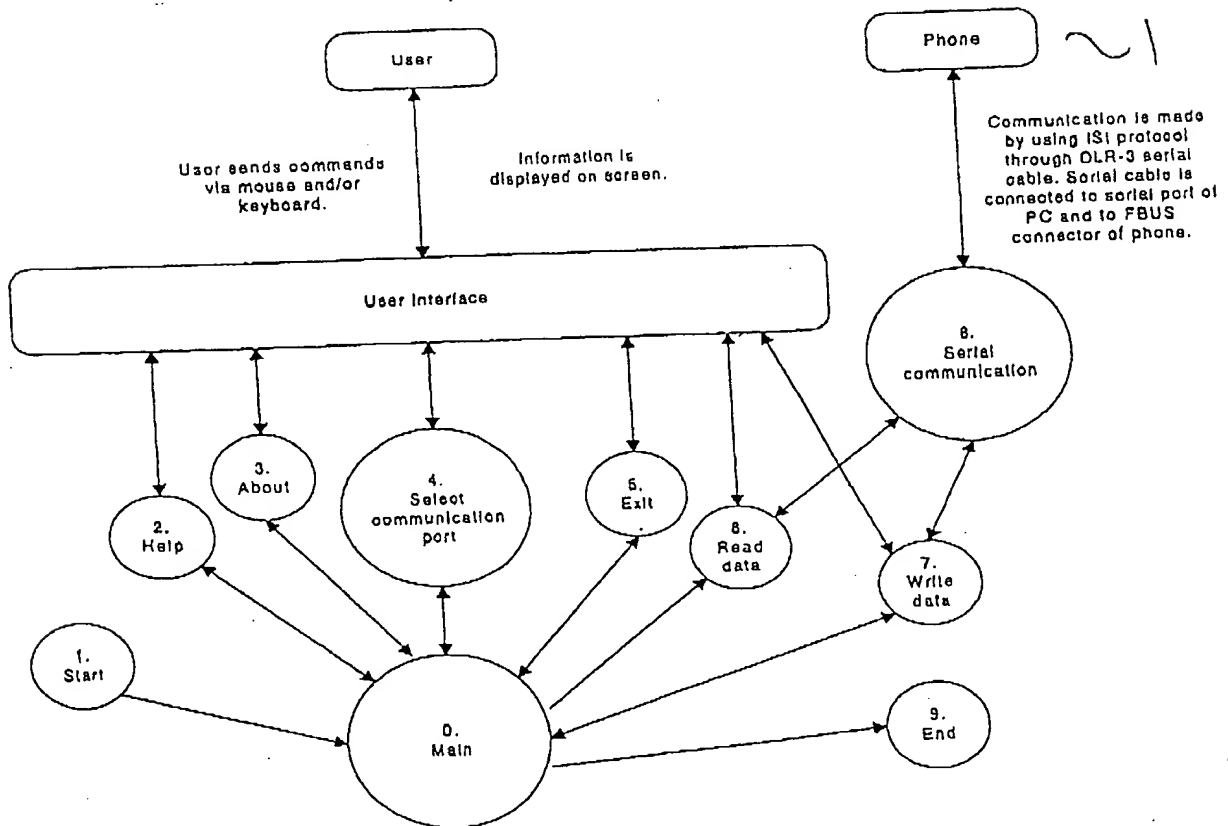 User
Phone
~1
User sends commands
via mouse and/or
keyboard.
Information is
displayed on screen.
Communication is made
by using ISI protocol
through DLR-3 serial
cable. Serial cable is
connected to serial port of
PC and to FBUS
connector of phone.
User Interface
8.
Serial
communication
2.
Help
3.
About
4.
Select
communication
port
5.
Exit
6.
Read
data
7.
Write
data
1.
Start
0.
Main
9.
End